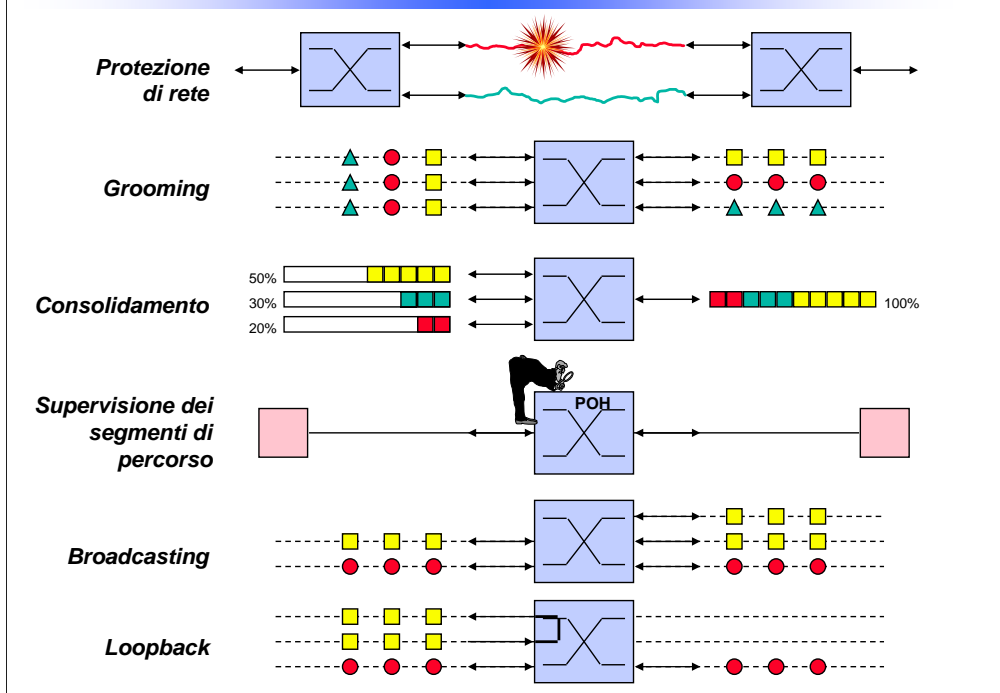 Protezione
di rete
Grooming
50%
30%
20%
Consolidamento
100%
Supervisione dei
segmenti di
percorso
POH
Broadcasting
Loopback